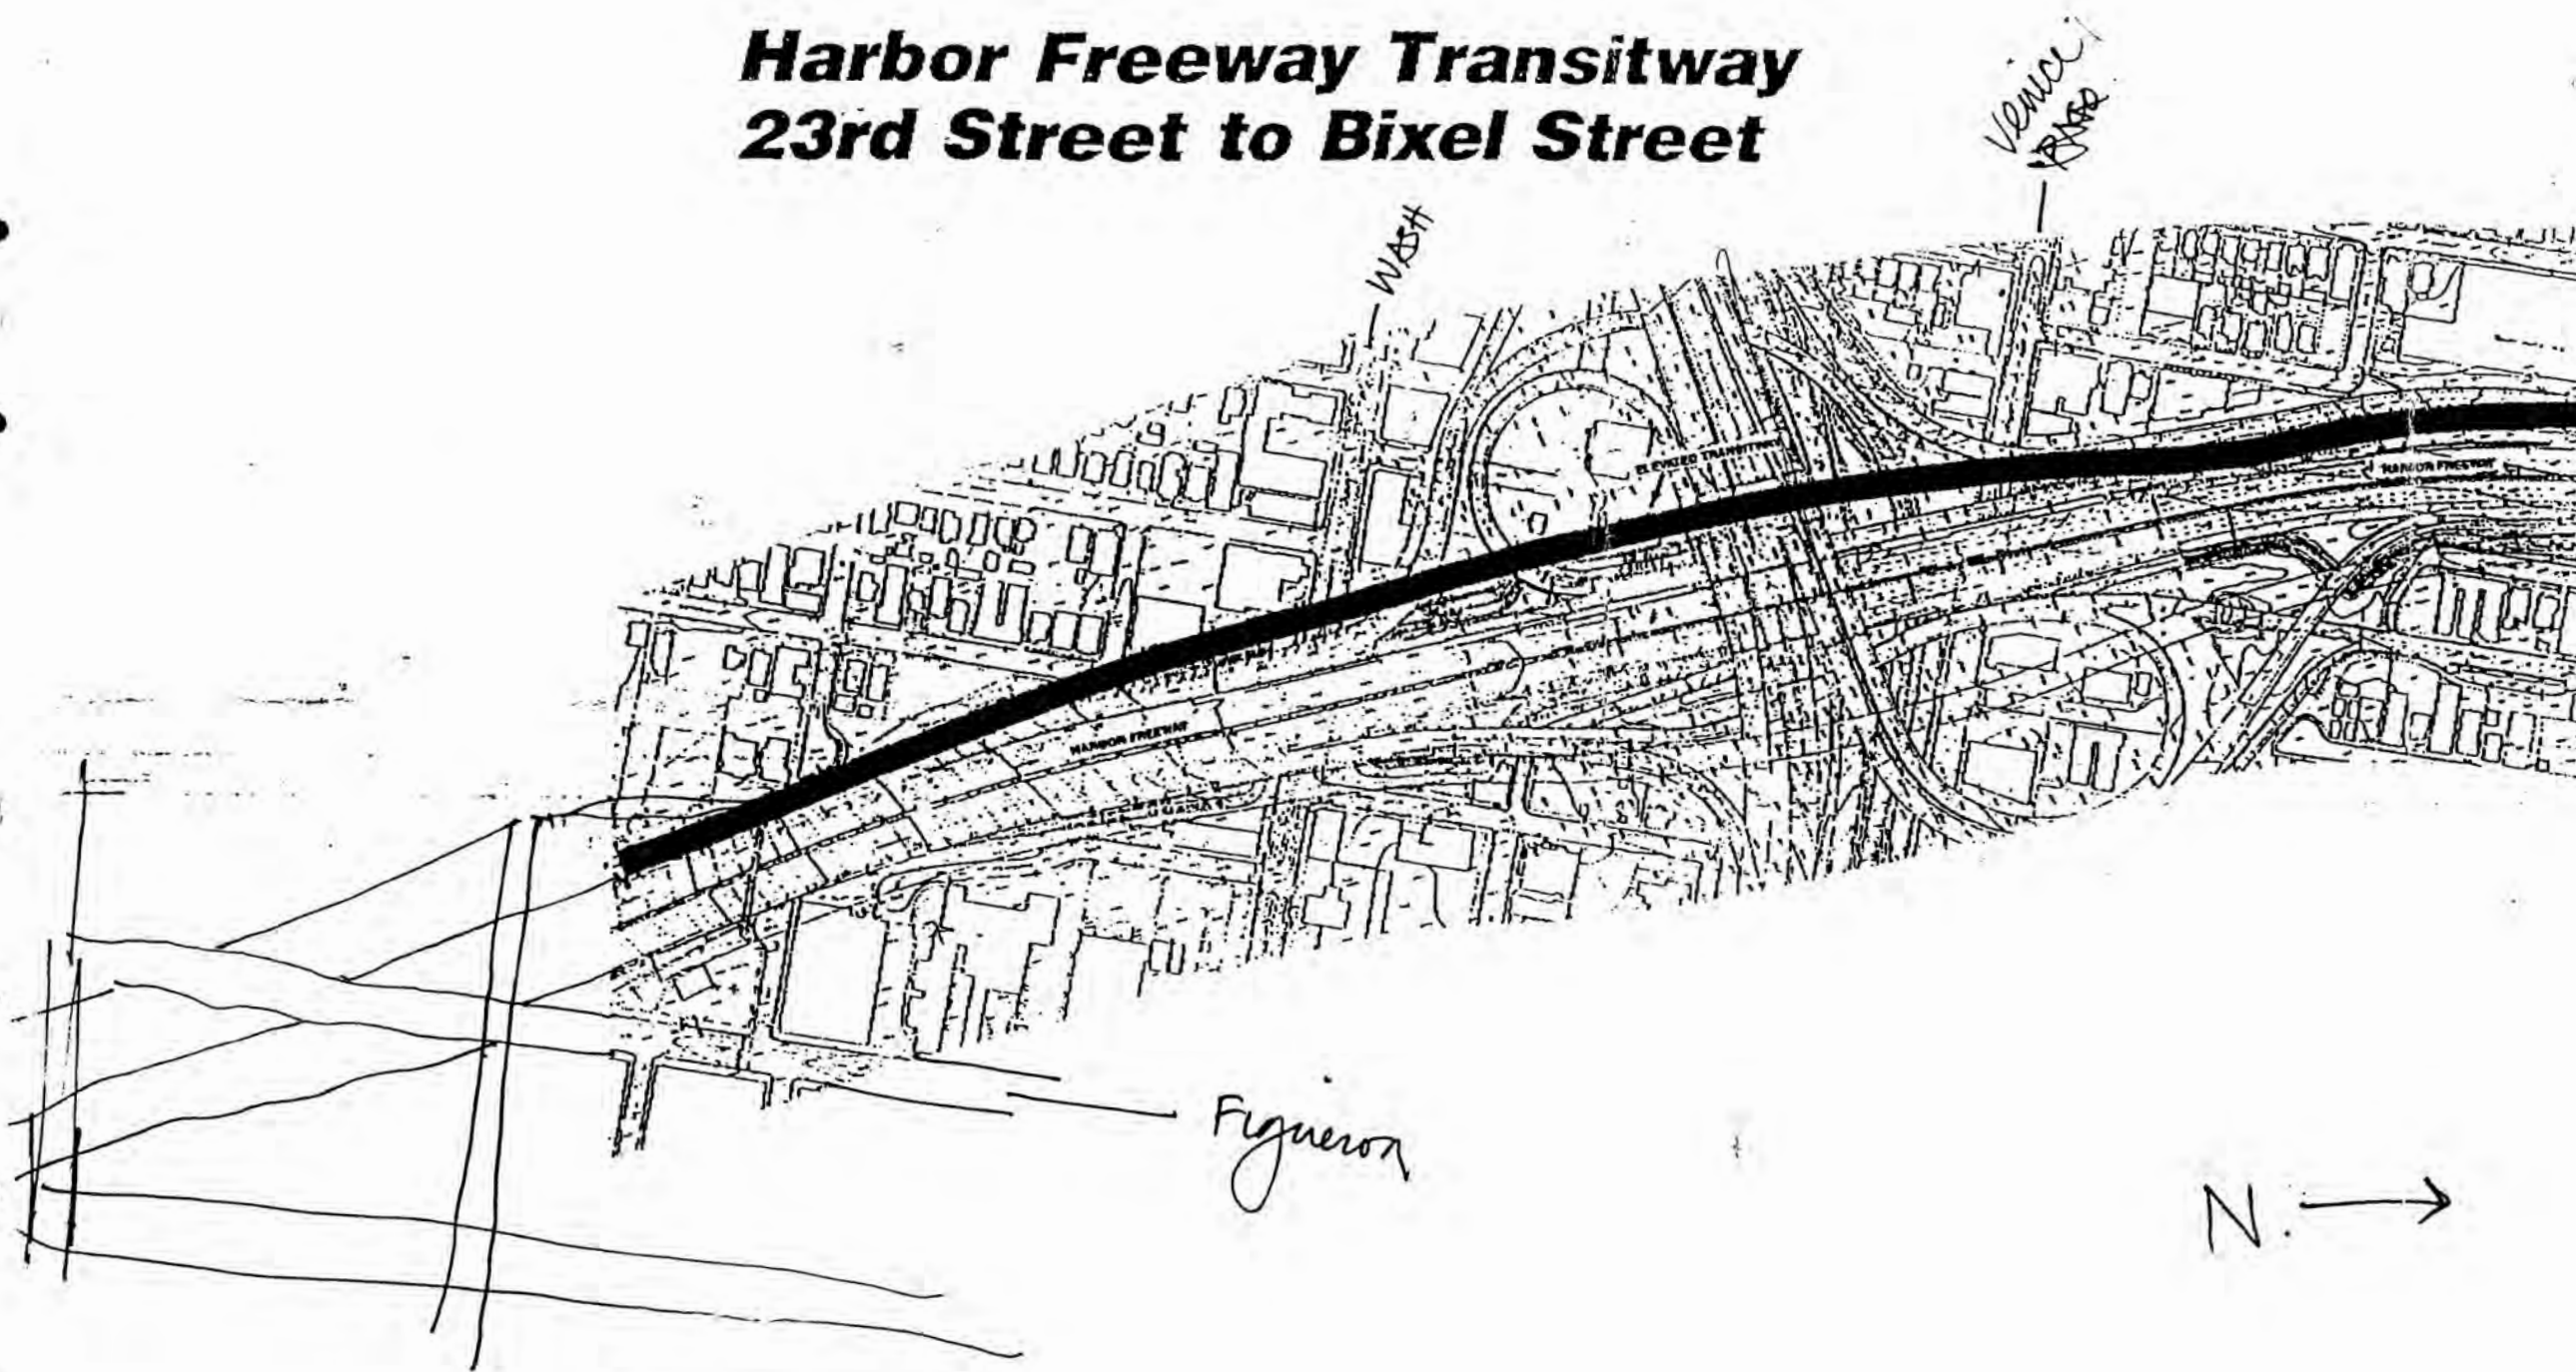 Harbor Freeway Transitway
23rd Street to Bixel Street
Venice
WASH
ELEVATED TRANSITWAY
HARBOR FREEWAY
HARBOR FREEWAY
Figueroa
N.